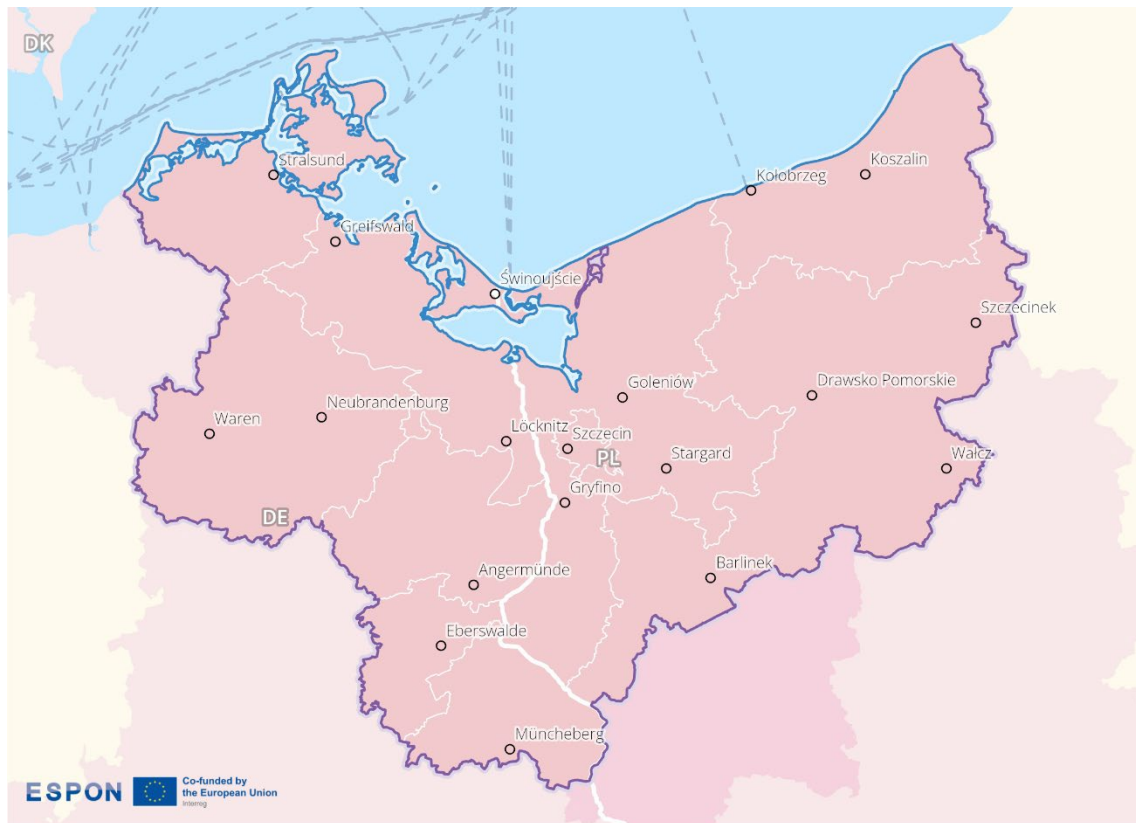 DK
Stralsund
Koszalin
Kołobrzeg
Greifswald
Świnoujście
Szczecinek
Goleniów
Drawsko Pomorskie
Neubrandenburg
Waren
Löcknitz
Szczecin
PL
Stargard
Wałcz
Gryfino
DE
Angermünde
Barlinek
Eberswalde
Müncheberg
ESPON
Co-funded by
the European Union
Interreg